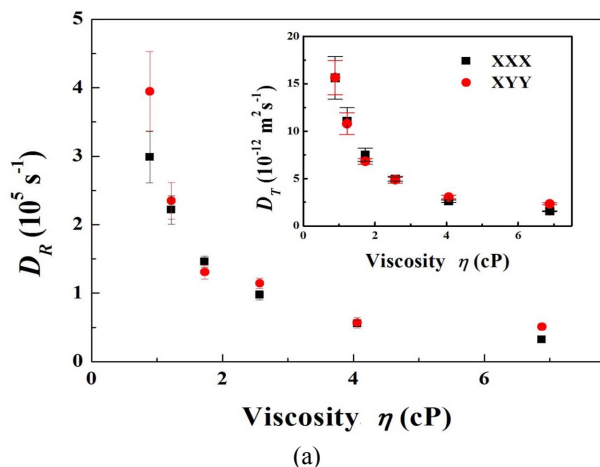 5
4
3
2
1
0
D_R (10^5 s^-1)
0 2 4 6
Viscosity η (cP)
20
15
10
5
0
D_T (10^-12 m^2s^-1)
0 2 4 6
Viscosity η (cP)
XXX
XYY
(a)